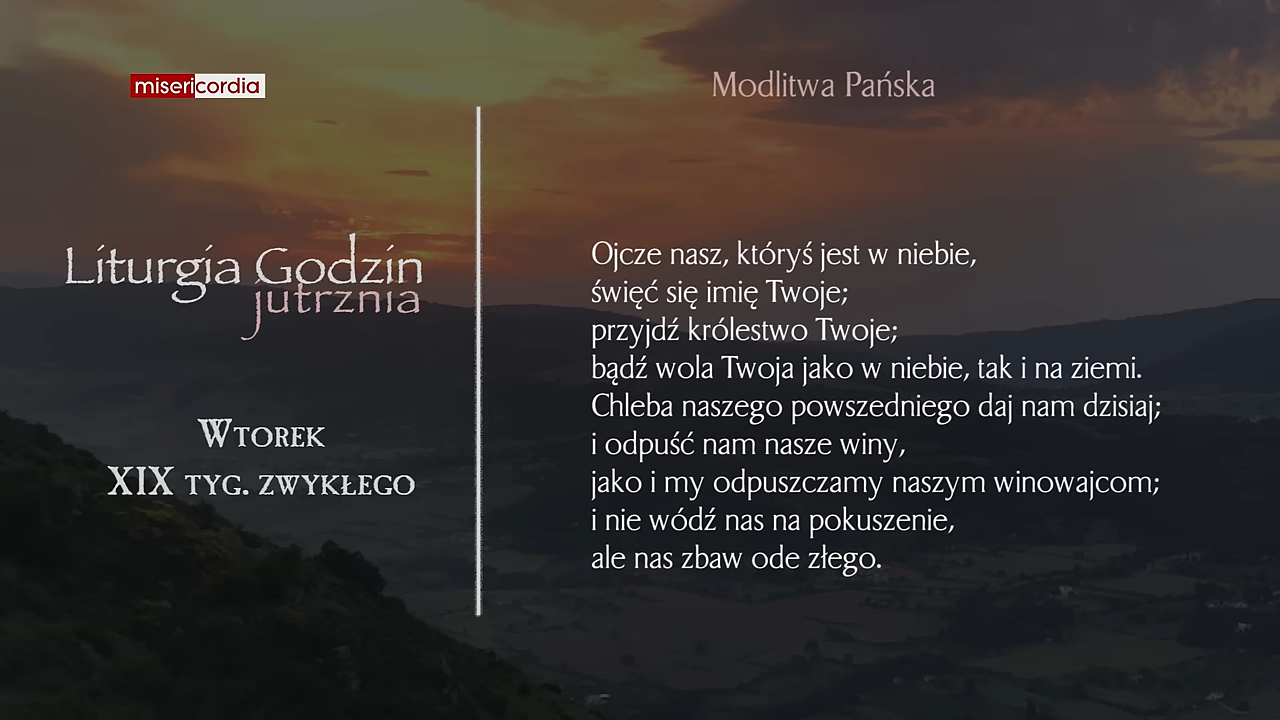 misericordia
Liturgia Godzin
jutrznia
Wtorek
XIX tyg. zwykłego
Modlitwa Pańska
Ojcze nasz, któryś jest w niebie,
święć się imię Twoje;
przyjdź królestwo Twoje;
bądź wola Twoja jako w niebie, tak i na ziemi.
Chleba naszego powszedniego daj nam dzisiaj;
i odpuść nam nasze winy,
jako i my odpuszczamy naszym winowajcom;
i nie wódź nas na pokuszenie,
ale nas zbaw ode złego.